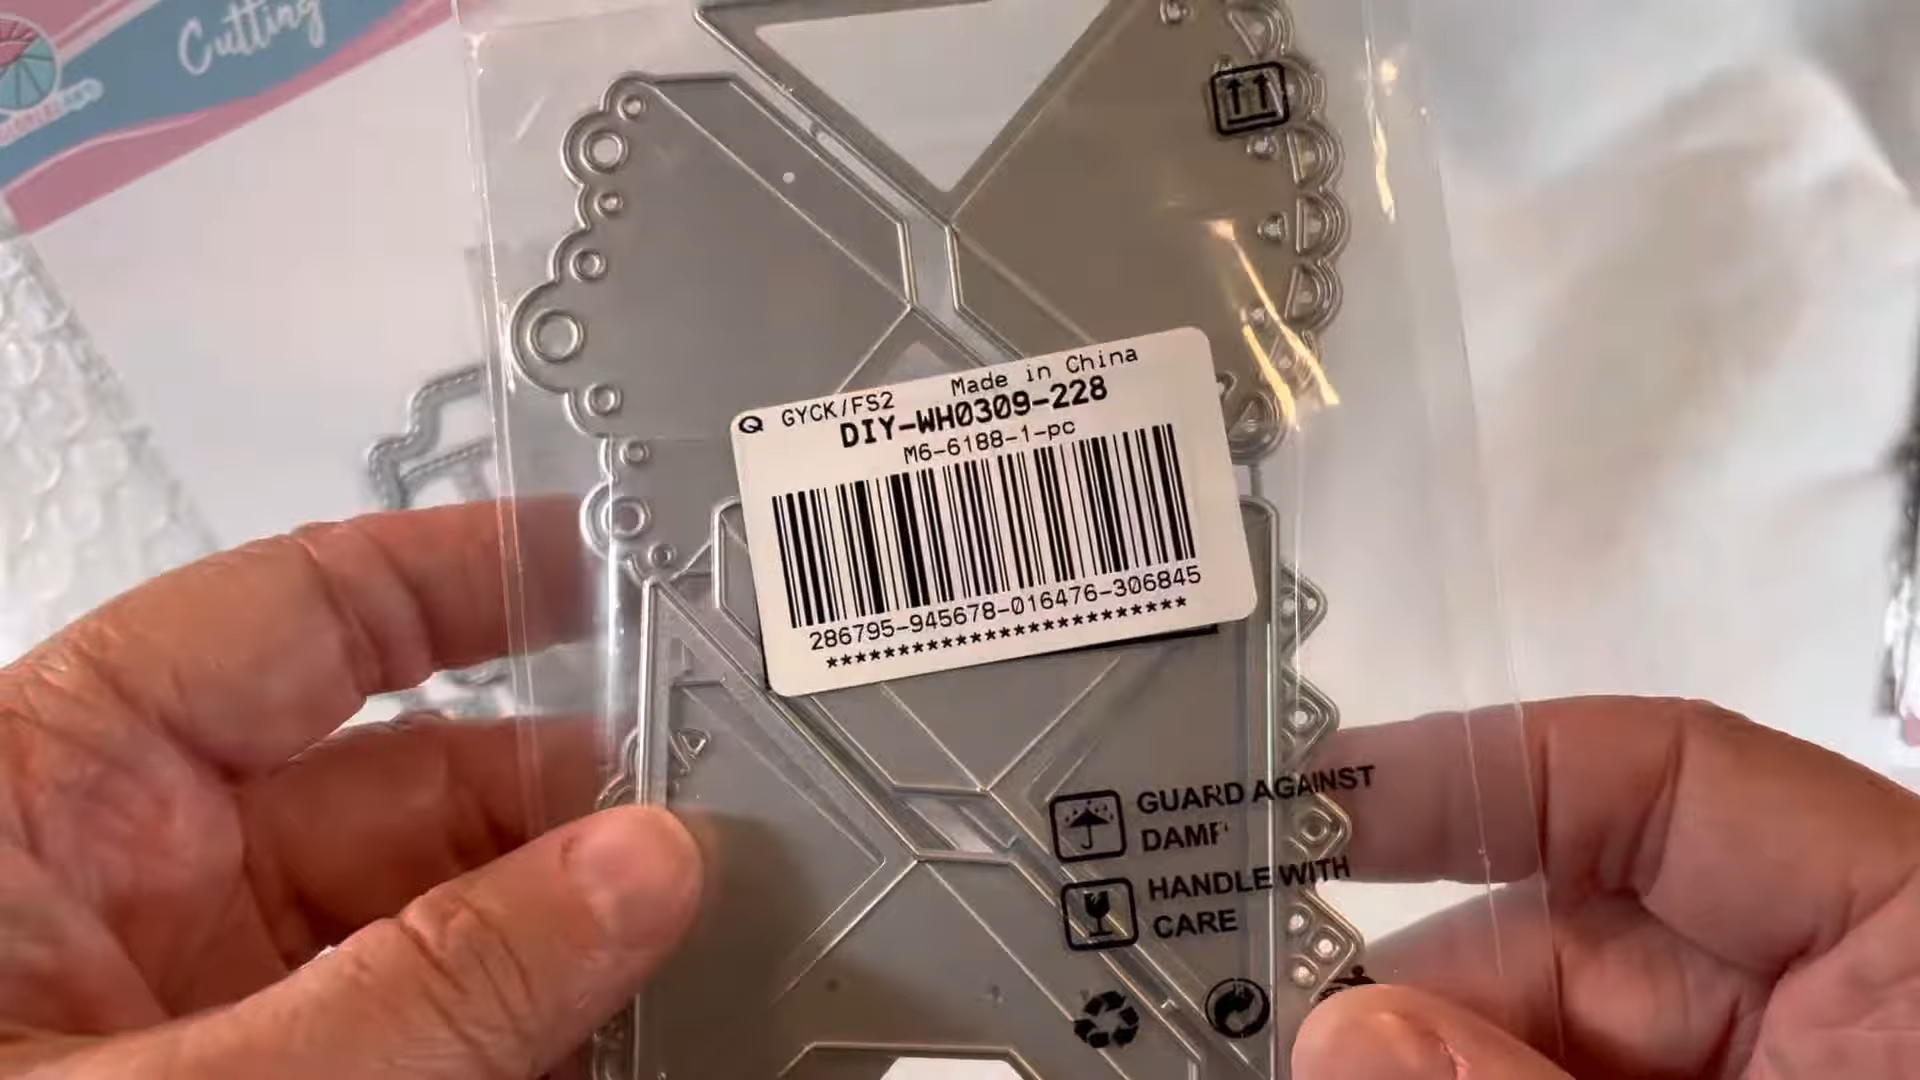 Cutting
Q GYCK/FS2 Made in China
DIY-WH0309-228
M6-6188-1-pc
286795-945678-016476-306845
*************************
GUARD AGAINST
DAMP
HANDLE WITH
CARE